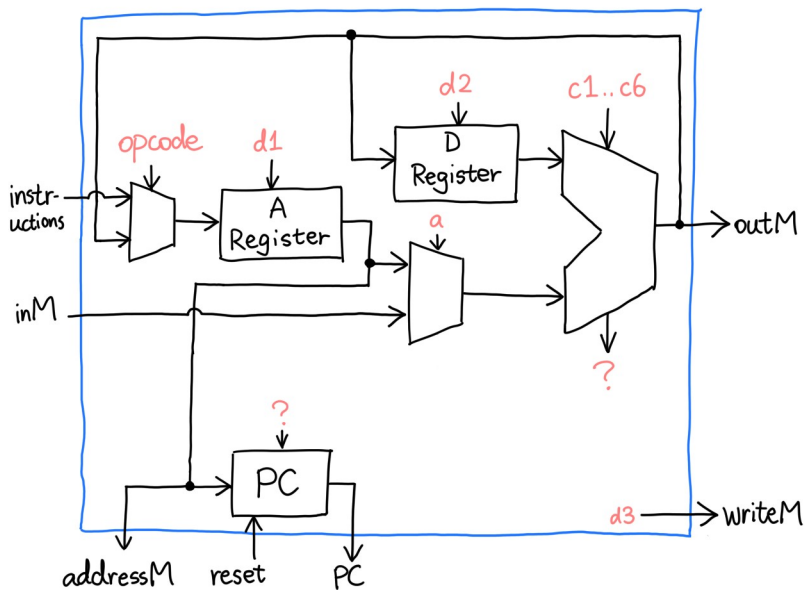 d2
c1..c6
opcode
d1
D
Register
instr-
uctions
A
Register
a
outM
inM
?
?
PC
d3
writeM
addressM
reset
PC